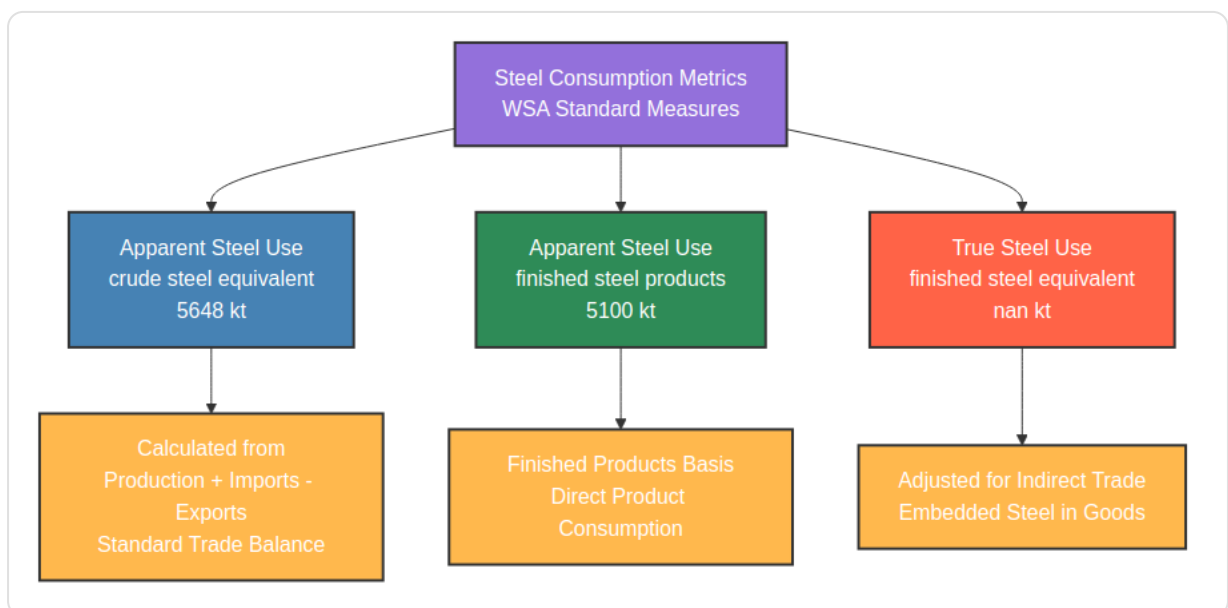 Steel Consumption Metrics
WSA Standard Measures
Apparent Steel Use
crude steel equivalent
5648 kt
Apparent Steel Use
finished steel products
5100 kt
True Steel Use
finished steel equivalent
nan kt
Calculated from
Production + Imports -
Exports
Standard Trade Balance
Finished Products Basis
Direct Product
Consumption
Adjusted for Indirect Trade
Embedded Steel in Goods